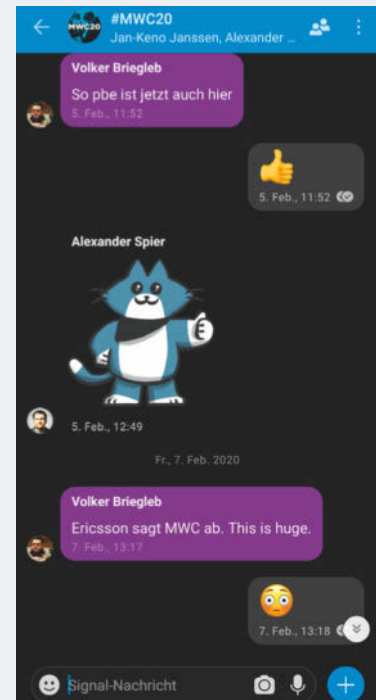 MWC20
#MWC20
Jan-Keno Janssen, Alexander ...
Volker Briegleb
So pbe ist jetzt auch hier
5. Feb., 11:52
5. Feb., 11:52
Alexander Spier
5. Feb., 12:49
Fr., 7. Feb. 2020
Volker Briegleb
Ericsson sagt MWC ab. This is huge.
7. Feb., 13:17
7. Feb., 13:18
Signal-Nachricht